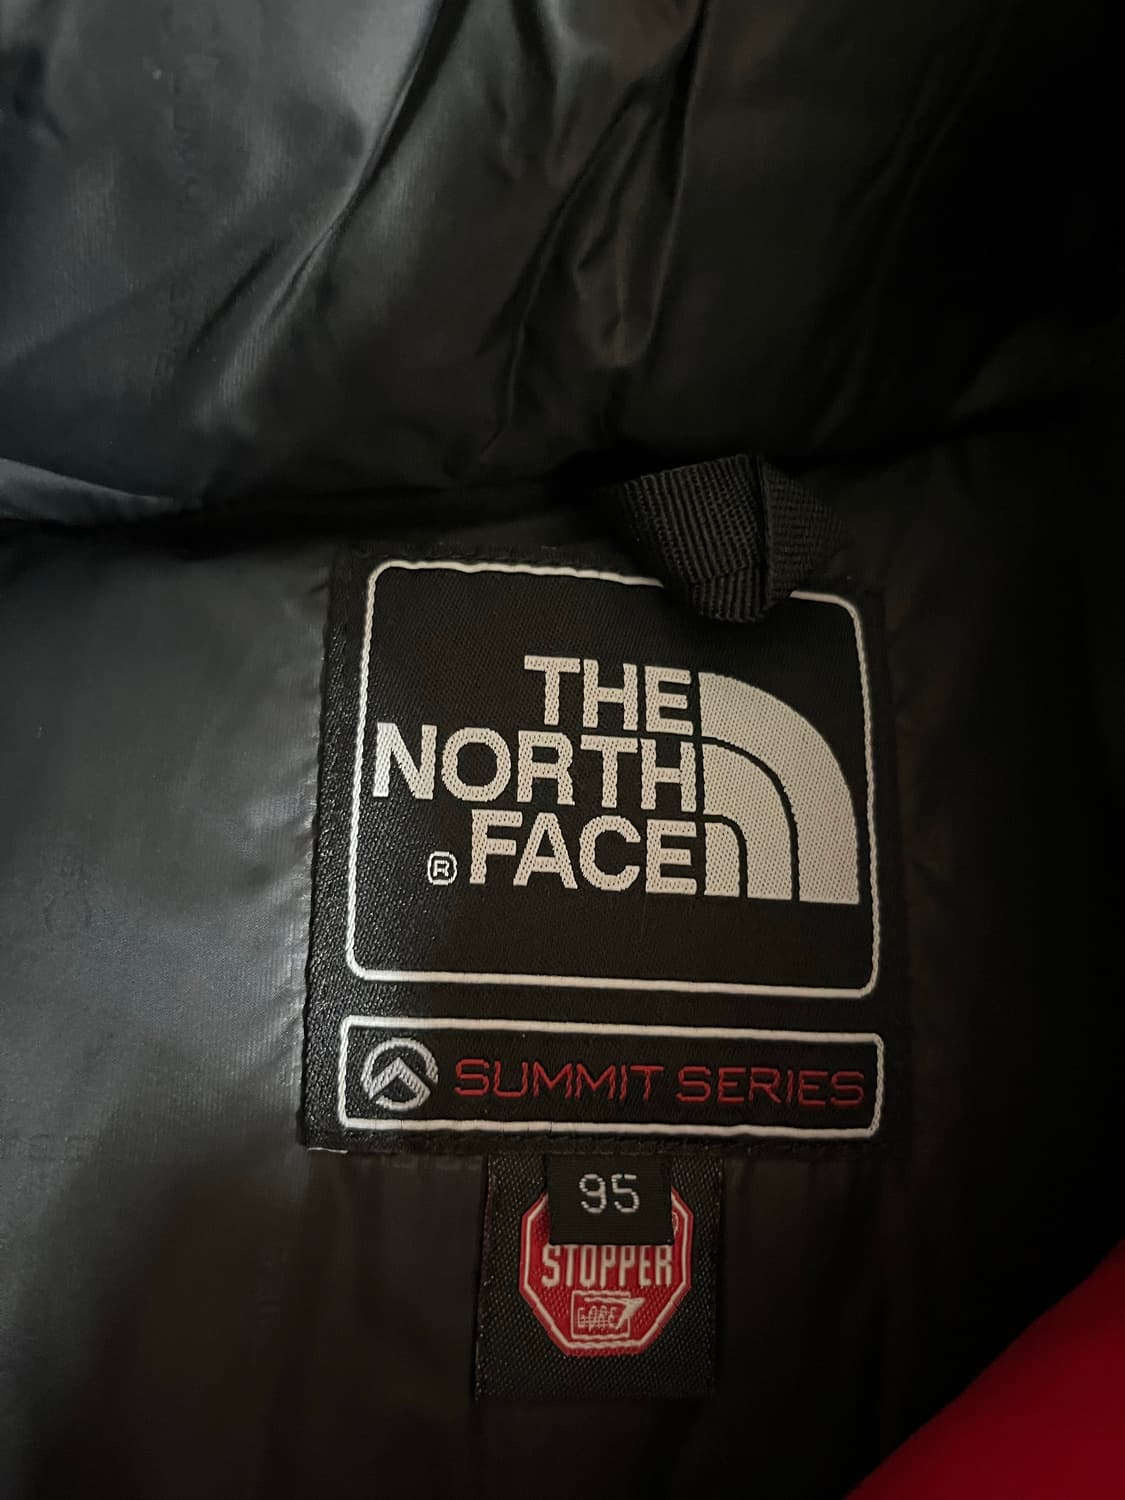 THE
NORTH
® FACE
SUMMIT SERIES
95
STOPPER
GORE